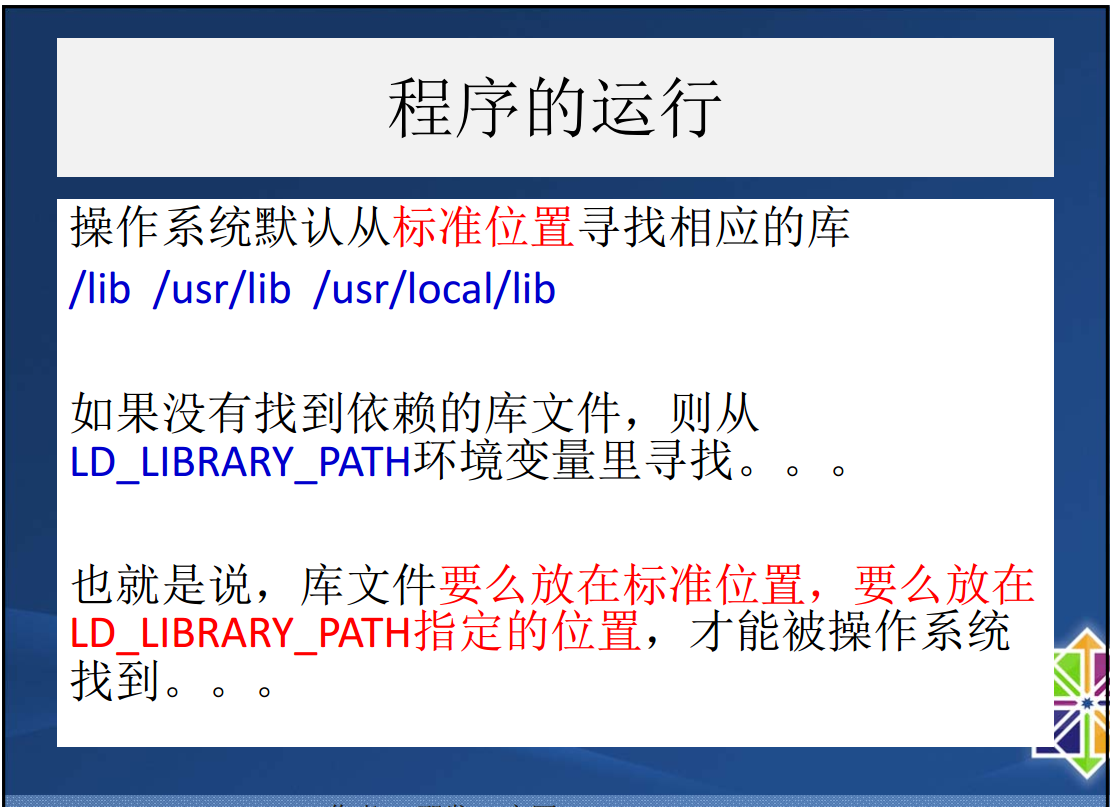 程序的运行
操作系统默认从标准位置寻找相应的库
/lib /usr/lib /usr/local/lib
如果没有找到依赖的库文件，则从
LD_LIBRARY_PATH环境变量里寻找。。。
也就是说，库文件要么放在标准位置，要么放在
LD_LIBRARY_PATH指定的位置，才能被操作系统
找到。。。